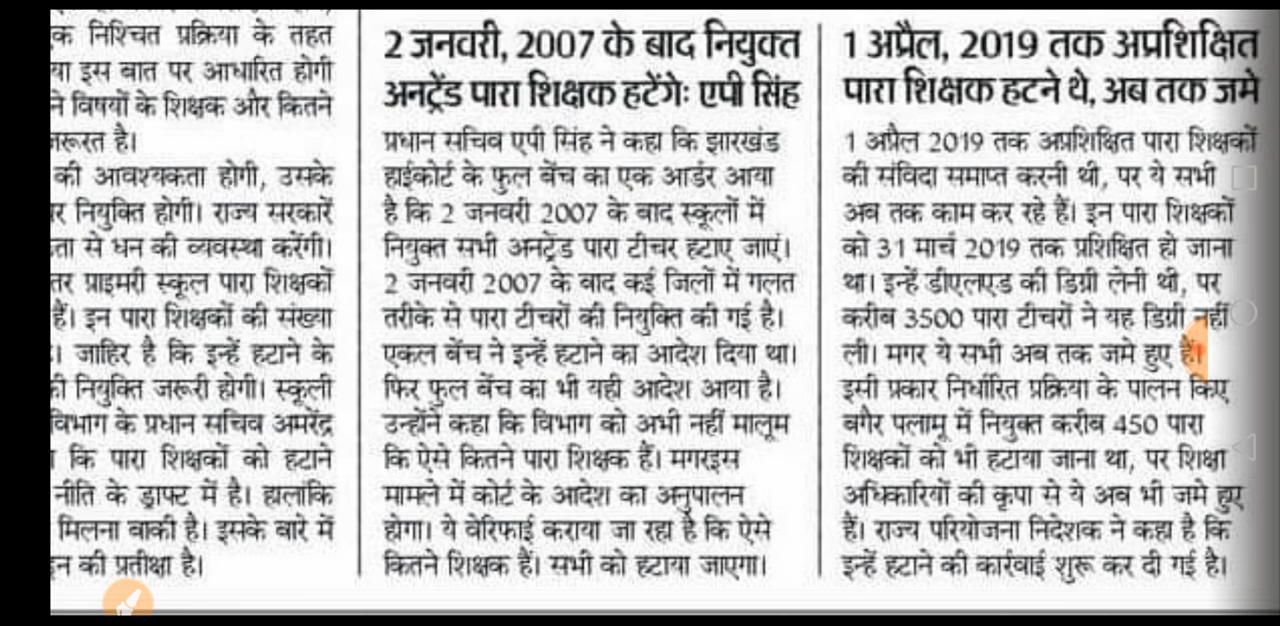 क निश्चित प्रक्रिया के तहत
या इस बात पर आधारित होगी
ने विषयों के शिक्षक और कितने
जरूरत है।
की आवश्यकता होगी, उसके
र नियुक्ति होगी। राज्य सरकारें
ता से धन की व्यवस्था करेंगी।
तर प्राइमरी स्कूल पारा शिक्षकों
हैं। इन पारा शिक्षकों की संख्या
। जाहिर है कि इन्हें हटाने के
की नियुक्ति जरूरी होगी। स्कूली
विभाग के प्रधान सचिव अमरेंद्र
कि पारा शिक्षकों को हटाने
नीति के ड्राफ्ट में है। हालांकि
मिलना बाकी है। इसके बारे में
न की प्रतीक्षा है।
2 जनवरी, 2007 के बाद नियुक्त
अनट्रेंड पारा शिक्षक हटेंगेः एपी सिंह
प्रधान सचिव एपी सिंह ने कहा कि झारखंड
हाईकोर्ट के फुल बेंच का एक आर्डर आया
है कि 2 जनवरी 2007 के बाद स्कूलों में
नियुक्त सभी अनट्रेंड पारा टीचर हटाए जाएं।
2 जनवरी 2007 के बाद कई जिलों में गलत
तरीके से पारा टीचरों की नियुक्ति की गई है।
एकल बेंच ने इन्हें हटाने का आदेश दिया था।
फिर फुल बेंच का भी यही आदेश आया है।
उन्होंने कहा कि विभाग को अभी नहीं मालूम
कि ऐसे कितने पारा शिक्षक हैं। मगरइस
मामले में कोर्ट के आदेश का अनुपालन
होगा। ये वेरिफाई कराया जा रहा है कि ऐसे
कितने शिक्षक हैं। सभी को हटाया जाएगा।
1 अप्रैल, 2019 तक अप्रशिक्षित
पारा शिक्षक हटने थे, अब तक जमे
1 अप्रैल 2019 तक अप्रशिक्षित पारा शिक्षकों
की संविदा समाप्त करनी थी, पर ये सभी
अब तक काम कर रहे हैं। इन पारा शिक्षकों
को 31 मार्च 2019 तक प्रशिक्षित हो जाना
था। इन्हें डीएलएड की डिग्री लेनी थी, पर
करीब 3500 पारा टीचरों ने यह डिग्री नहीं
ली। मगर ये सभी अब तक जमे हुए हैं।
इसी प्रकार निर्धारित प्रक्रिया के पालन किए
बगैर पलामू में नियुक्त करीब 450 पारा
शिक्षकों को भी हटाया जाना था, पर शिक्षा
अधिकारियों की कृपा से ये अब भी जमे हुए
हैं। राज्य परियोजना निदेशक ने कहा है कि
इन्हें हटाने की कार्रवाई शुरू कर दी गई है।